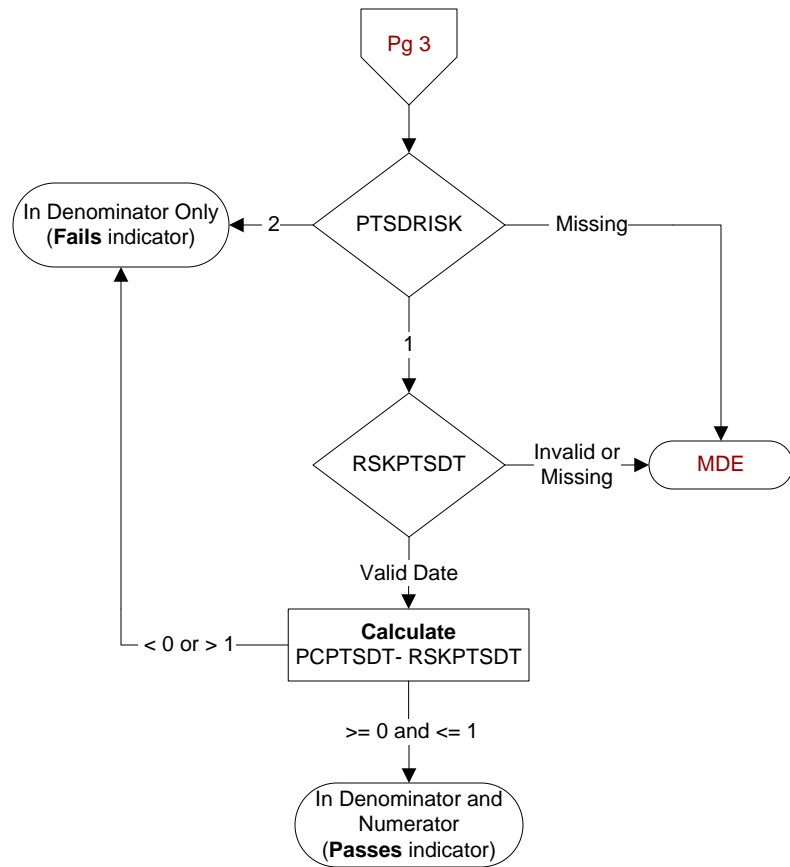 Pg 3
PTSDRISK
In Denominator Only
(Fails indicator)
2
Missing
1
RSKPTSDT
Invalid or
Missing
MDE
Valid Date
Calculate
PCPTSDT- RSKPTSDT
< 0 or > 1
>= 0 and <= 1
In Denominator and
Numerator
(Passes indicator)